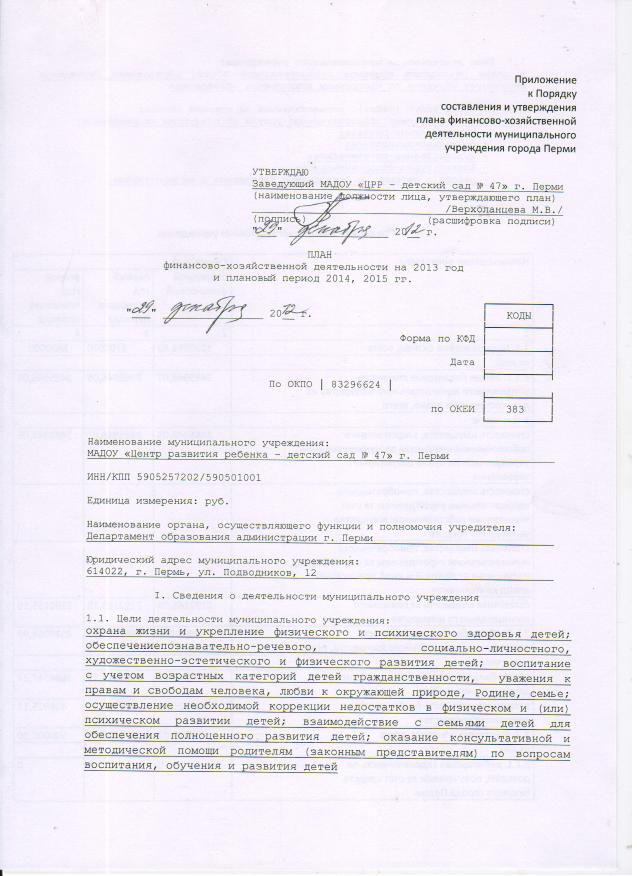 Приложение
к Порядку
составления и утверждения
плана финансово-хозяйственной
деятельности муниципального
учреждения города Перми
УТВЕРЖДАЮ
Заведующий МАДОУ «ЦРР – детский сад № 47» г. Перми
(наименование должности лица, утверждающего план)
/Верхоланцева М.В./
(подпись) (расшифровка подписи)
"29" декабря 2012 г.
ПЛАН
финансово-хозяйственной деятельности на 2013 год
и плановый период 2014, 2015 гг.
"29" декабря 2012 г.
КОДЫ
Форма по КФД
Дата
По ОКПО | 83296624 |
по ОКЕИ 383
Наименование муниципального учреждения:
МАДОУ «Центр развития ребенка – детский сад № 47» г. Перми
ИНН/КПП 5905257202/590501001
Единица измерения: руб.
Наименование органа, осуществляющего функции и полномочия учредителя:
Департамент образования администрации г. Перми
Юридический адрес муниципального учреждения:
614022, г. Пермь, ул. Подводников, 12
I. Сведения о деятельности муниципального учреждения
1.1. Цели деятельности муниципального учреждения:
охрана жизни и укрепление физического и психического здоровья детей;
обеспечениепознавательно-речевого, социально-личностного,
художественно-эстетического и физического развития детей; воспитание
с учетом возрастных категорий детей гражданственности, уважения к
правам и свободам человека, любви к окружающей природе, Родине, семье;
осуществление необходимой коррекции недостатков в физическом и (или)
психическом развитии детей; взаимодействие с семьями детей для
обеспечения полноценного развития детей; оказание консультативной и
методической помощи родителям (законным представителям) по вопросам
воспитания, обучения и развития детей